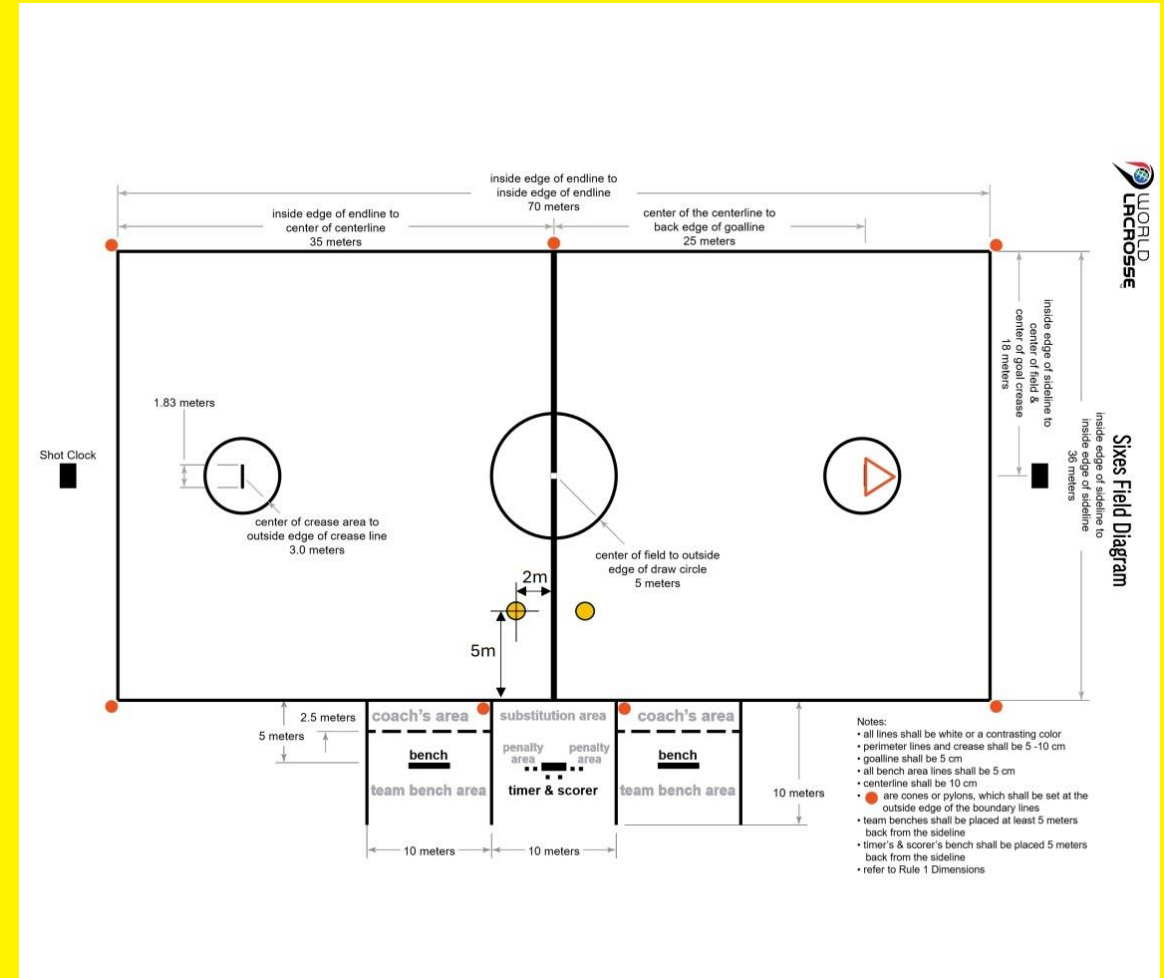 inside edge of endline to
inside edge of endline
70 meters
inside edge of endline to
center of centerline
35 meters
center of the centerline to
back edge of goalline
25 meters
WORLD
LACROSSE
Sixes Field Diagram
inside edge of sideline to
inside edge of sideline
36 meters
inside edge of sideline to
center of field &
center of goal crease
18 meters
1.83 meters
Shot Clock
center of crease area to
outside edge of crease line
3.0 meters
center of field to outside
edge of draw circle
5 meters
2m
5m
2.5 meters
5 meters
coach's area
substitution area
coach's area
bench
penalty
area
penalty
area
bench
team bench area
timer & scorer
team bench area
10 meters
10 meters
10 meters
Notes:
• all lines shall be white or a contrasting color
• perimeter lines and crease shall be 5 -10 cm
• goalline shall be 5 cm
• all bench area lines shall be 5 cm
• centerline shall be 10 cm
• are cones or pylons, which shall be set at the
outside edge of the boundary lines
• team benches shall be placed at least 5 meters
back from the sideline
• timer's & scorer's bench shall be placed 5 meters
back from the sideline
• refer to Rule 1 Dimensions